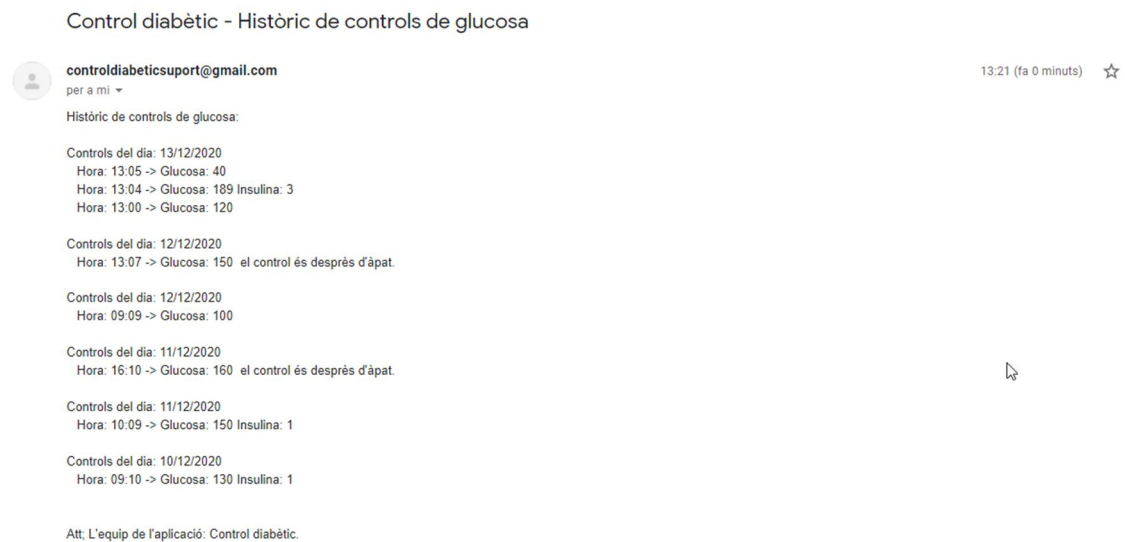 Control diabètic - Històric de controls de glucosa
controldiabeticsuport@gmail.com
13:21 (fa 0 minuts)
per a mi
Històric de controls de glucosa:
Controls del dia: 13/12/2020
Hora: 13:05 -> Glucosa: 40
Hora: 13:04 -> Glucosa: 189 Insulina: 3
Hora: 13:00 -> Glucosa: 120
Controls del dia: 12/12/2020
Hora: 13:07 -> Glucosa: 150  el control és desprès d'àpat.
Controls del dia: 12/12/2020
Hora: 09:09 -> Glucosa: 100
Controls del dia: 11/12/2020
Hora: 16:10 -> Glucosa: 160  el control és desprès d'àpat.
Controls del dia: 11/12/2020
Hora: 10:09 -> Glucosa: 150 Insulina: 1
Controls del dia: 10/12/2020
Hora: 09:10 -> Glucosa: 130 Insulina: 1
Att; L'equip de l'aplicació: Control diabètic.